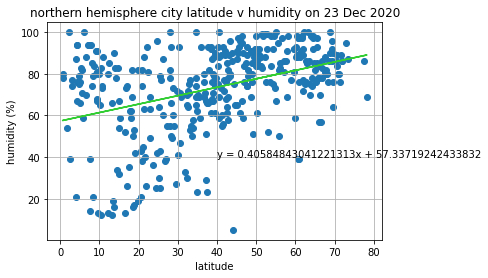 northern hemisphere city latitude v humidity on 23 Dec 2020
100
80
60
40
20
humidity (%)
y = 0.40584843041221313x + 57.33719242433832
0 10 20 30 40 50 60 70 80
latitude